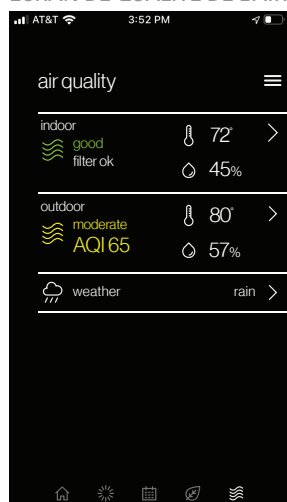 AT&T 3:52 PM
air quality
indoor
good
filter ok
72°
45%
outdoor
moderate
AQI 65
80°
57%
weather rain